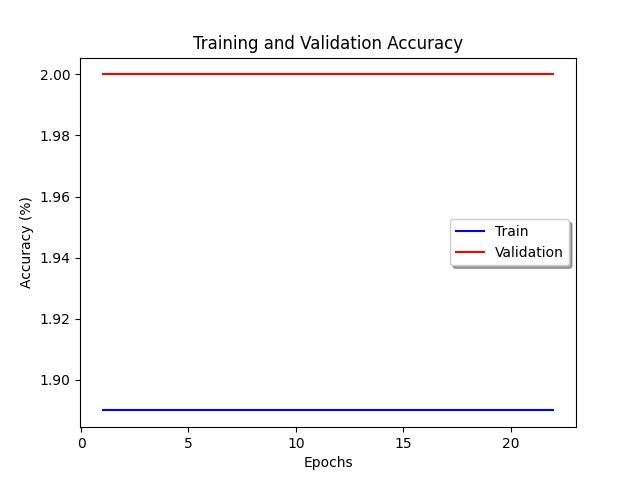 Training and Validation Accuracy
Accuracy (%)
2.00
1.98
1.96
1.94
1.92
1.90
Train
Validation
0 5 10 15 20
Epochs